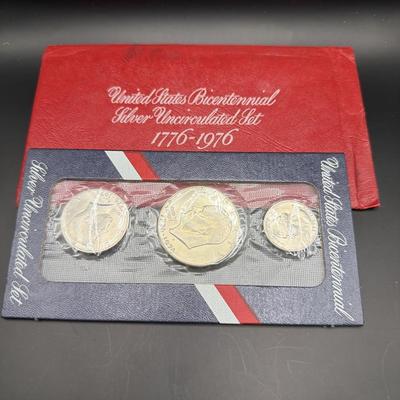 United States Bicentennial
Silver Uncirculated Set
1776-1976
United States Bicentennial
Silver Uncirculated Set